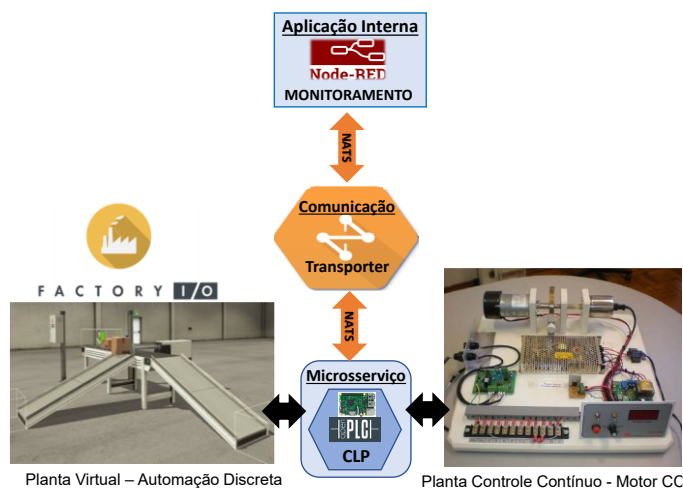 Aplicação Interna
Node-RED
MONITORAMENTO
NATS
Comunicação
Transporter
FACTORY I/O
NATS
Microsserviço
open PLC
CLP
Planta Virtual – Automação Discreta
Planta Controle Contínuo - Motor CC